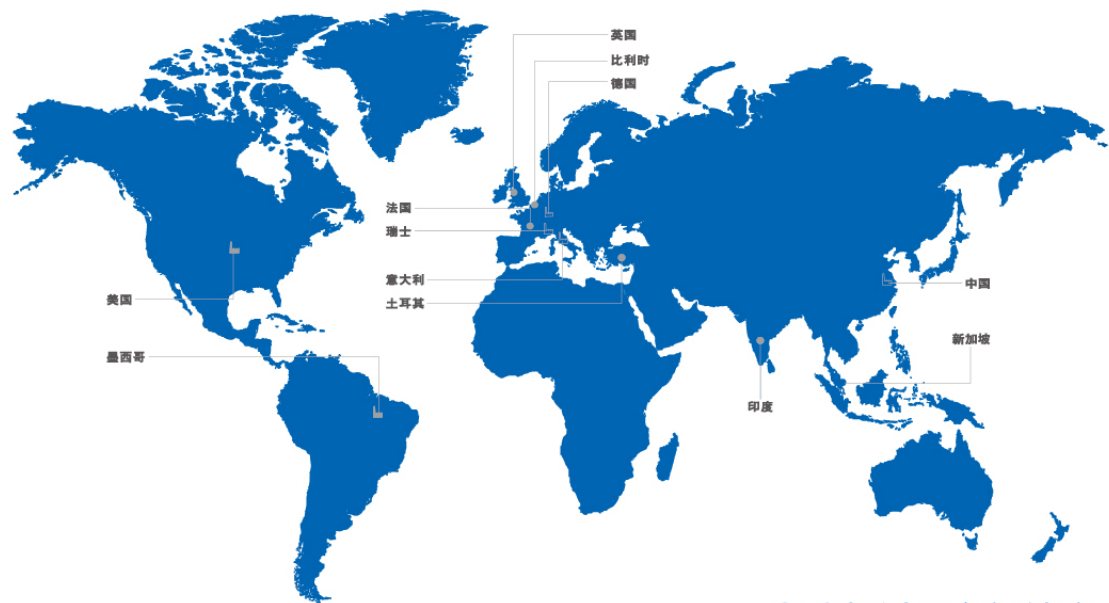 英国
比利时
德国
法国
瑞士
意大利
土耳其
美国
墨西哥
中国
新加坡
印度